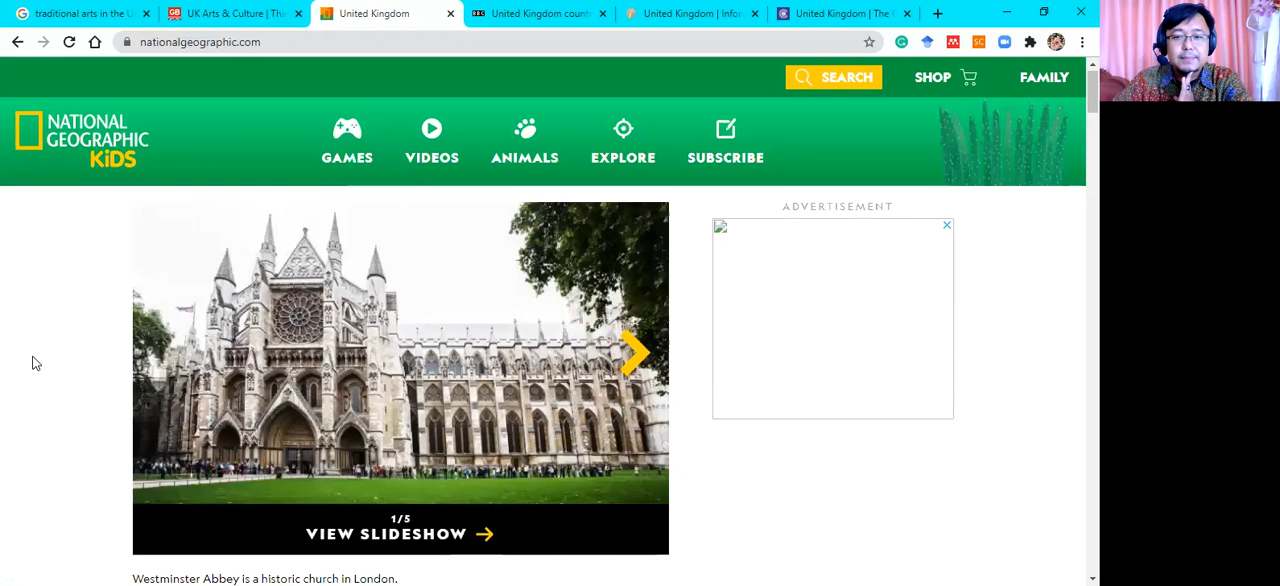 traditional arts in the U
UK Arts & Culture | Thi
United Kingdom
BBC United Kingdom count
United Kingdom | Infor
United Kingdom | The
nationalgeographic.com
SEARCH
SHOP
FAMILY
NATIONAL
GEOGRAPHIC
KiDS
GAMES
VIDEOS
ANIMALS
EXPLORE
SUBSCRIBE
ADVERTISEMENT
1/5
VIEW SLIDESHOW
Westminster Abbey is a historic church in London.